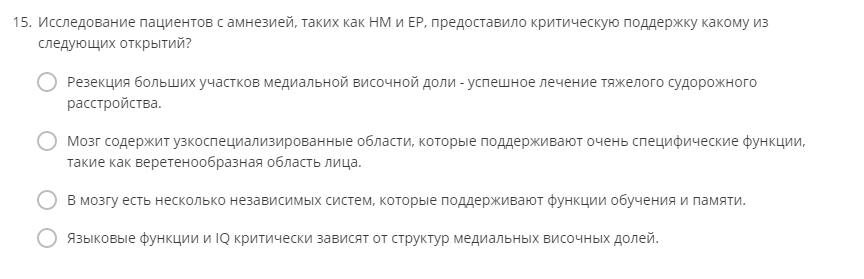 15. Исследование пациентов с амнезией, таких как HM и EP, предоставило критическую поддержку какому из
следующих открытий?
Резекция больших участков медиальной височной доли - успешное лечение тяжелого судорожного
расстройства.
Мозг содержит узкоспециализированные области, которые поддерживают очень специфические функции,
такие как веретенообразная область лица.
В мозгу есть несколько независимых систем, которые поддерживают функции обучения и памяти.
Языковые функции и IQ критически зависят от структур медиальных височных долей.